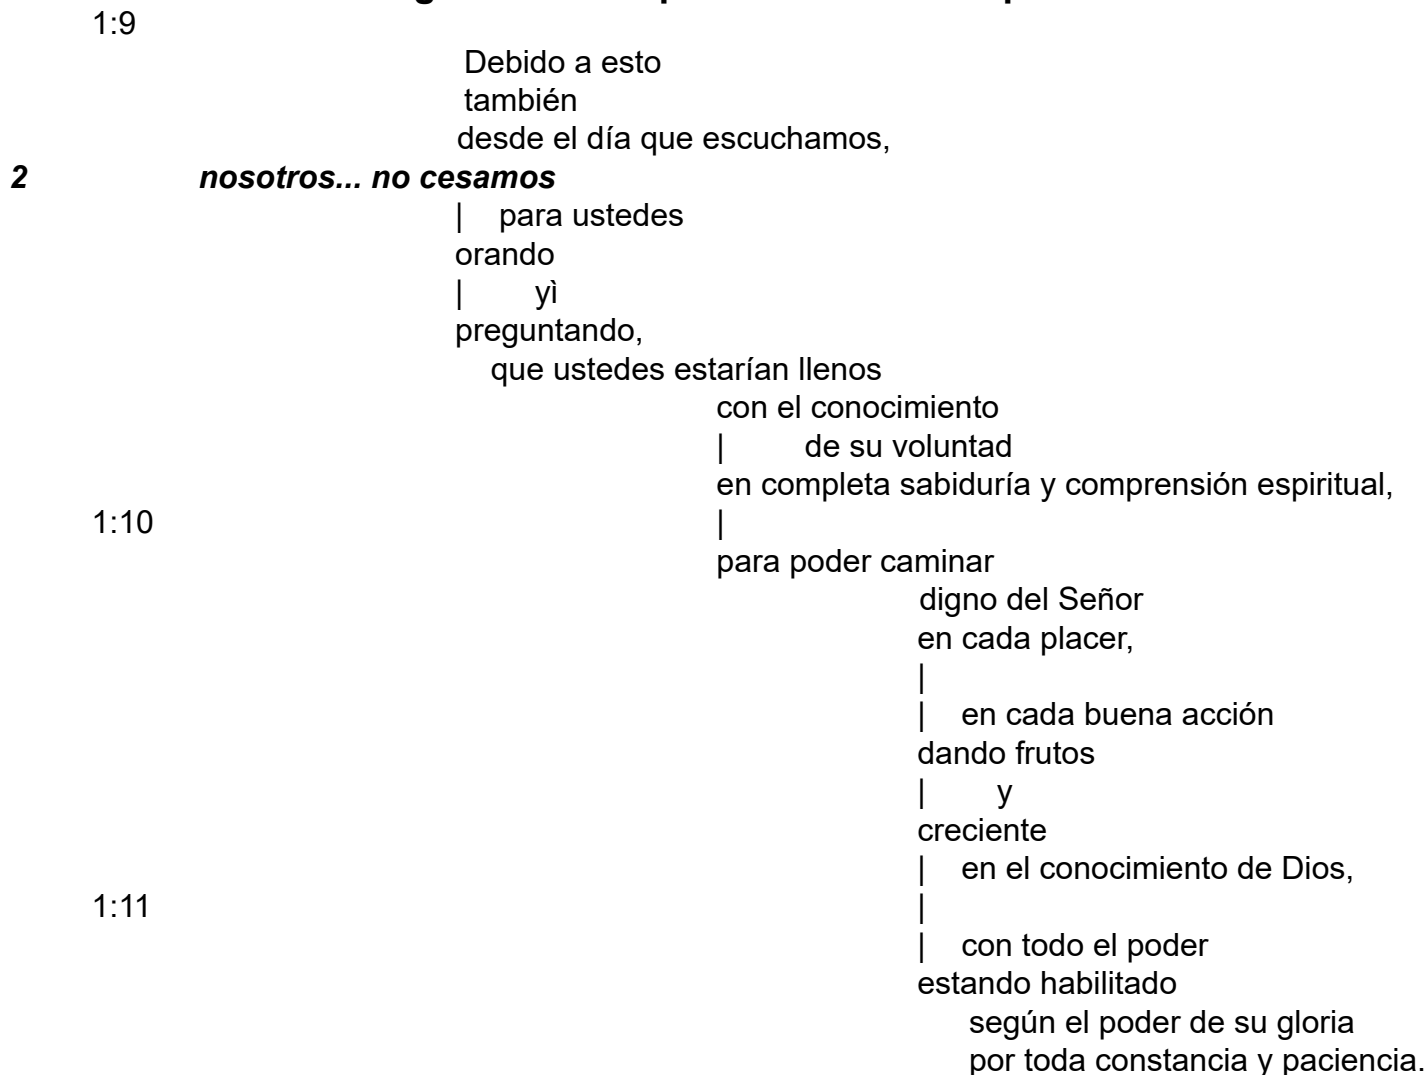 1:9
Debido a esto
también
desde el día que escuchamos,
2 nosotros... no cesamos
| para ustedes
orando
| yì
preguntando,
que ustedes estarían llenos
con el conocimiento
| de su voluntad
en completa sabiduría y comprensión espiritual,
1:10 |
para poder caminar
digno del Señor
en cada placer,
|
| en cada buena acción
dando frutos
| y
creciente
| en el conocimiento de Dios,
1:11 |
| con todo el poder
estando habilitado
según el poder de su gloria
por toda constancia y paciencia.